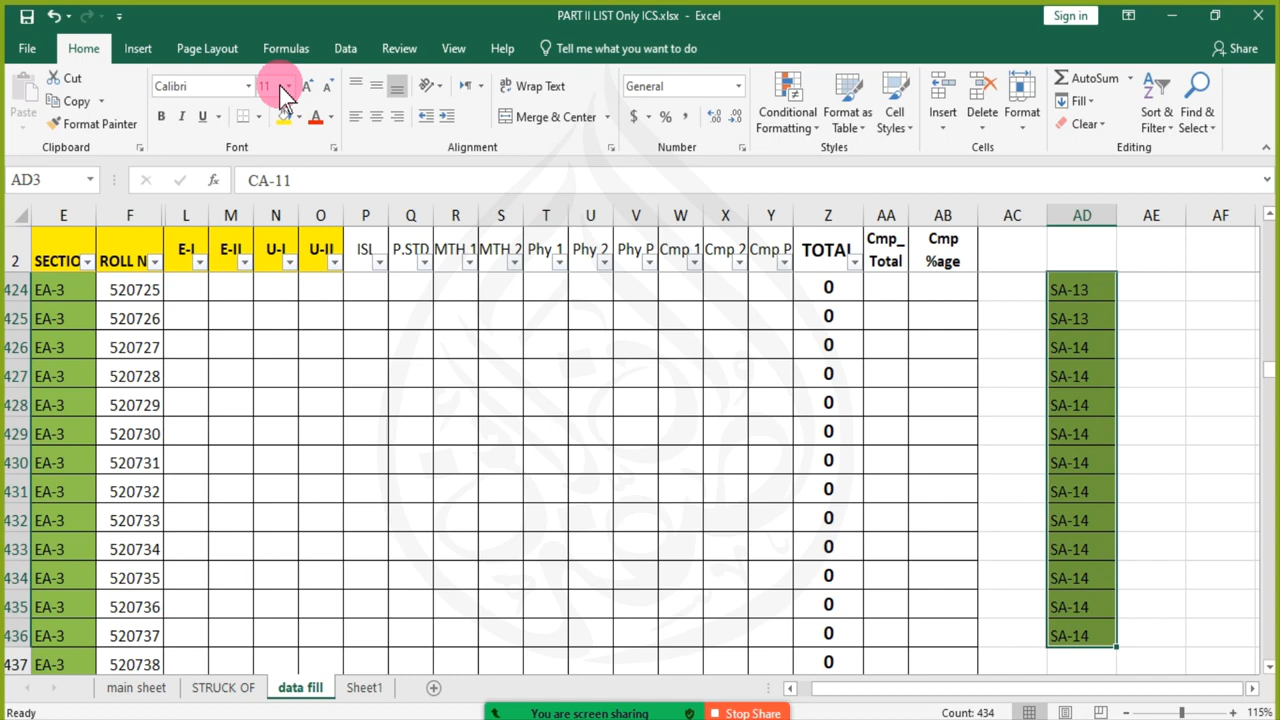 PART II LIST Only ICS.xlsx - Excel
Sign in
File Home Insert Page Layout Formulas Data Review View Help Tell me what you want to do Share
Paste
Cut
Copy
Format Painter
Clipboard
Calibri 11
B I U
Font
Wrap Text
Merge & Center
Alignment
General
$ % ,
Number
Conditional Formatting
Format as Table
Cell Styles
Styles
Insert Delete Format
Cells
AutoSum
Fill
Clear
Sort & Filter
Find & Select
Editing
AD3 fx CA-11
E F L M N O P Q R S T U V W X Y Z AA AB AC AD AE AF
2 SECTIO ROLL N E-I E-II U-I U-II ISL P.STD MTH 1 MTH 2 Phy 1 Phy 2 Phy P Cmp 1 Cmp 2 Cmp P TOTAL Cmp_ Total Cmp %age
424 EA-3 520725 0 SA-13
425 EA-3 520726 0 SA-13
426 EA-3 520727 0 SA-14
427 EA-3 520728 0 SA-14
428 EA-3 520729 0 SA-14
429 EA-3 520730 0 SA-14
430 EA-3 520731 0 SA-14
431 EA-3 520732 0 SA-14
432 EA-3 520733 0 SA-14
433 EA-3 520734 0 SA-14
434 EA-3 520735 0 SA-14
435 EA-3 520736 0 SA-14
436 EA-3 520737 0 SA-14
437 EA-3 520738 0
main sheet STRUCK OF data fill Sheet1
Ready
You are screen sharing Stop Share
Count: 434
115%